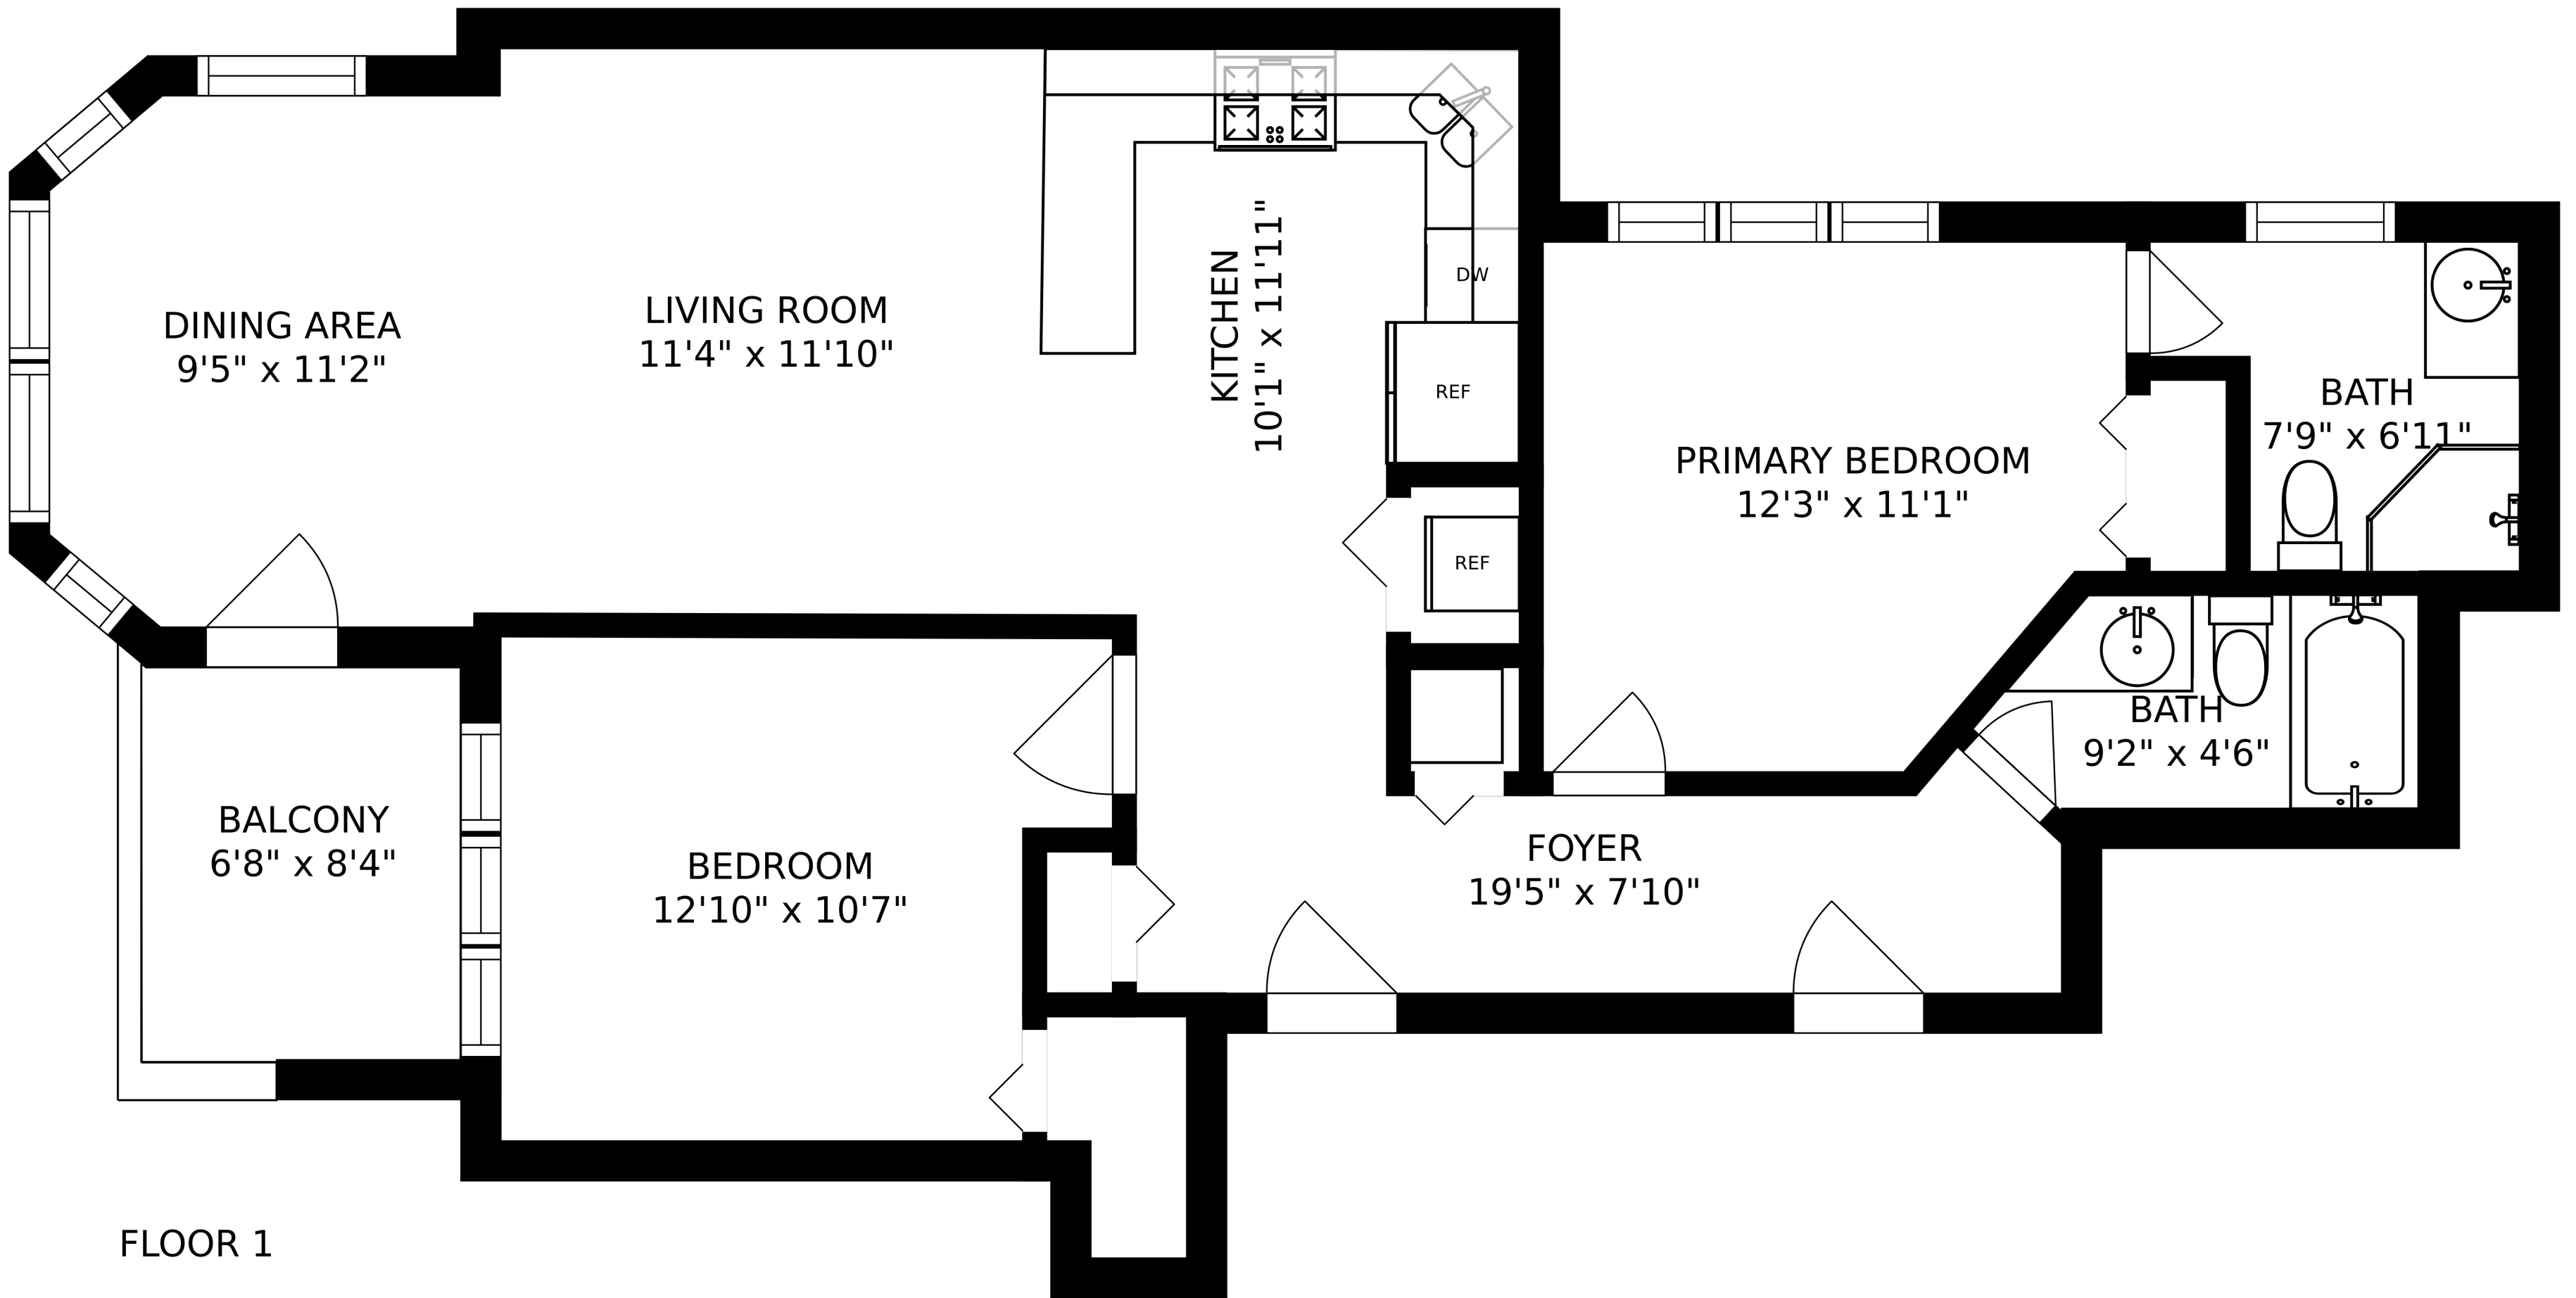 DINING AREA
9'5" x 11'2"
LIVING ROOM
11'4" x 11'10"
KITCHEN
10'1" x 11'11"
DW
REF
REF
PRIMARY BEDROOM
12'3" x 11'1"
BATH
7'9" x 6'11"
BATH
9'2" x 4'6"
BALCONY
6'8" x 8'4"
BEDROOM
12'10" x 10'7"
FOYER
19'5" x 7'10"
FLOOR 1